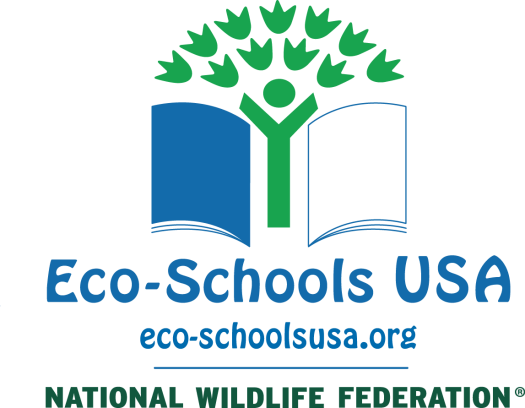 Eco-Schools USA
eco-schoolsusa.org
NATIONAL WILDLIFE FEDERATION®